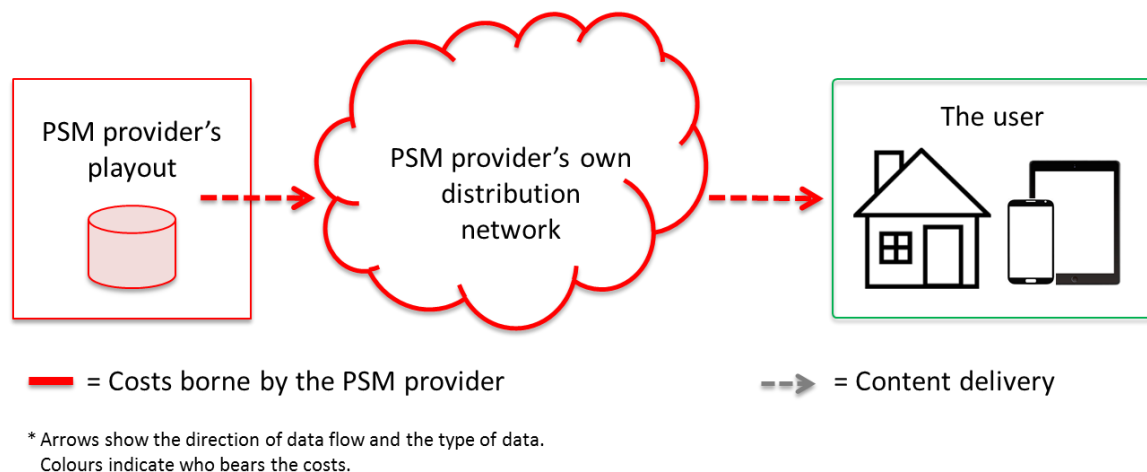 PSM provider's
playout
PSM provider's own
distribution
network
The user
= Costs borne by the PSM provider
= Content delivery
* Arrows show the direction of data flow and the type of data.
Colours indicate who bears the costs.